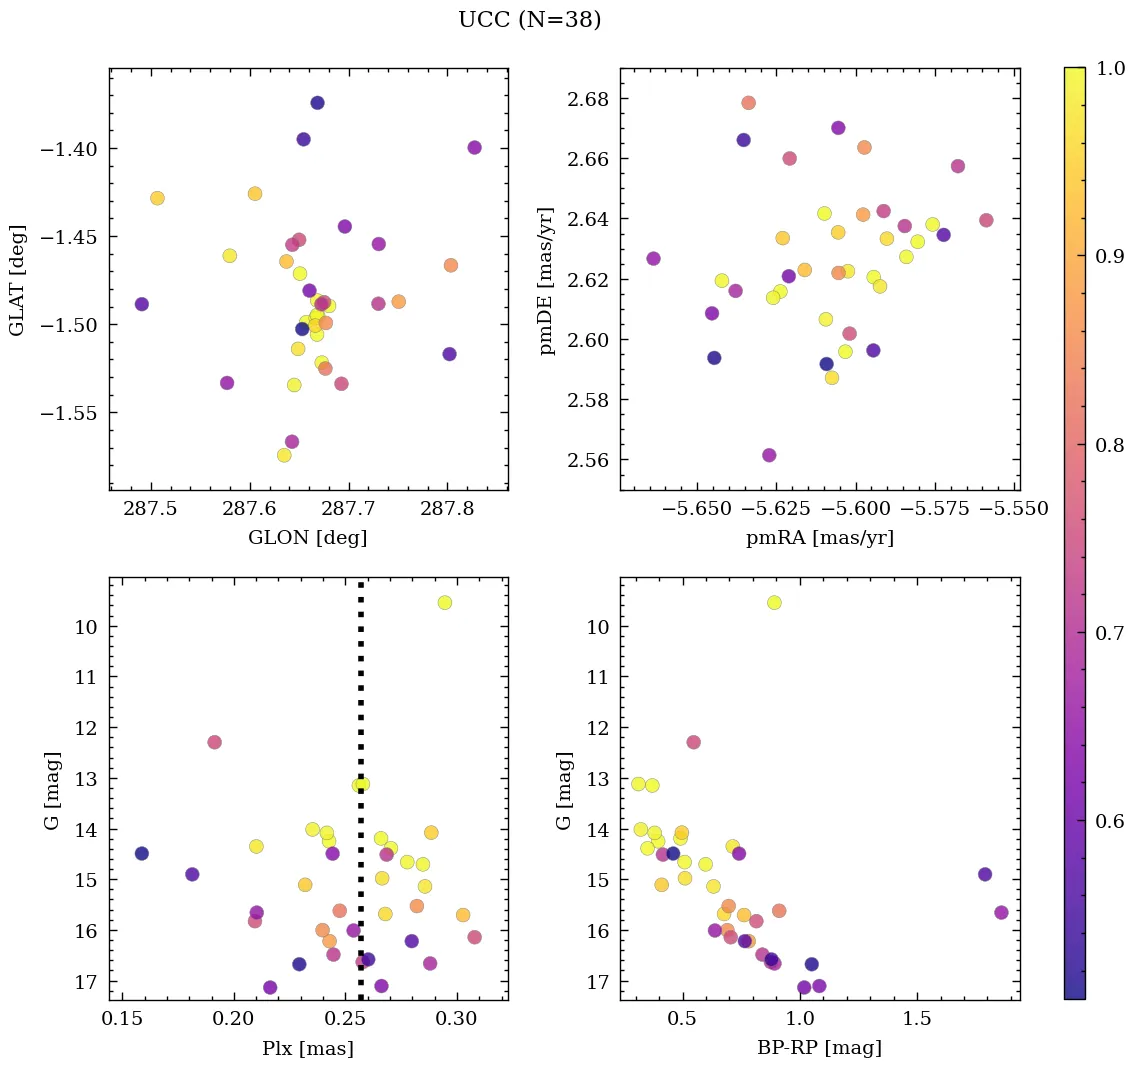 UCC (N=38)
−1.40
−1.45
−1.50
−1.55
GLAT [deg]
287.5 287.6 287.7 287.8
GLON [deg]
2.68
2.66
2.64
2.62
2.60
2.58
2.56
pmDE [mas/yr]
−5.650 −5.625 −5.600 −5.575 −5.550
pmRA [mas/yr]
10
11
12
13
14
15
16
17
G [mag]
0.15 0.20 0.25 0.30
Plx [mas]
10
11
12
13
14
15
16
17
G [mag]
0.5 1.0 1.5
BP-RP [mag]
1.0
0.9
0.8
0.7
0.6